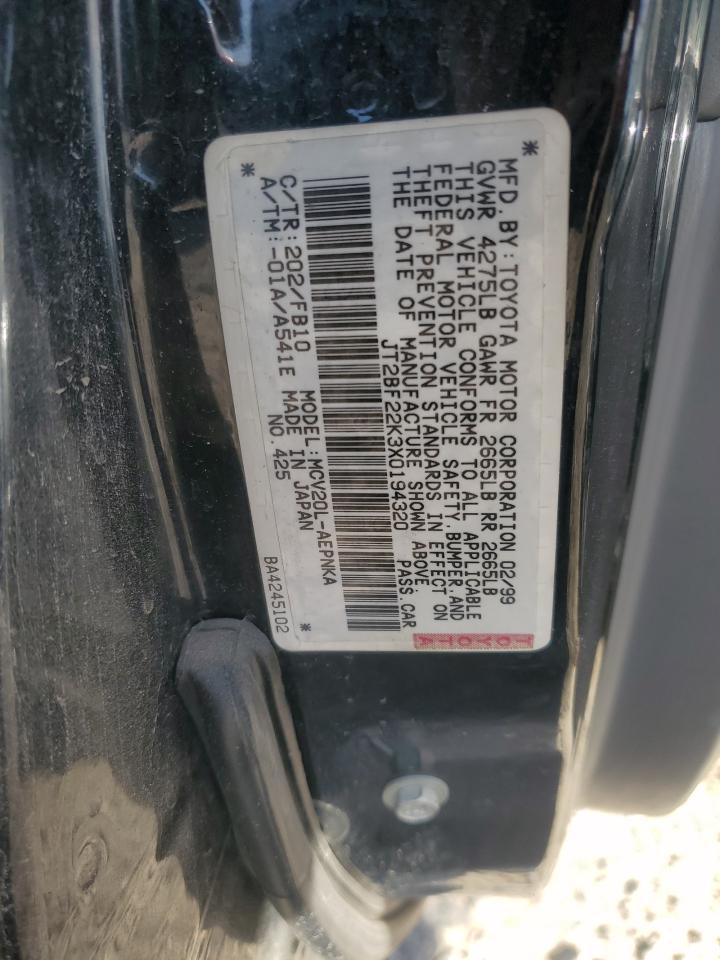 *
MFD. BY: TOYOTA MOTOR CORPORATION 02/99
GVWR 4275LB GAWR FR 2665LB RR 2665LB
THIS VEHICLE CONFORMS TO ALL APPLICABLE
FEDERAL MOTOR VEHICLE SAFETY, BUMPER, AND
THEFT PREVENTION STANDARDS IN EFFECT ON
THE DATE OF MANUFACTURE SHOWN ABOVE.
JT2BF22K3X0194320 PASS. CAR
TOYOTA
C/TR: 202/FB10 MODEL: MCV20L-AEPNKA
A/TM: -01A/A541E MADE IN JAPAN
* NO. 425 *
BA4245102